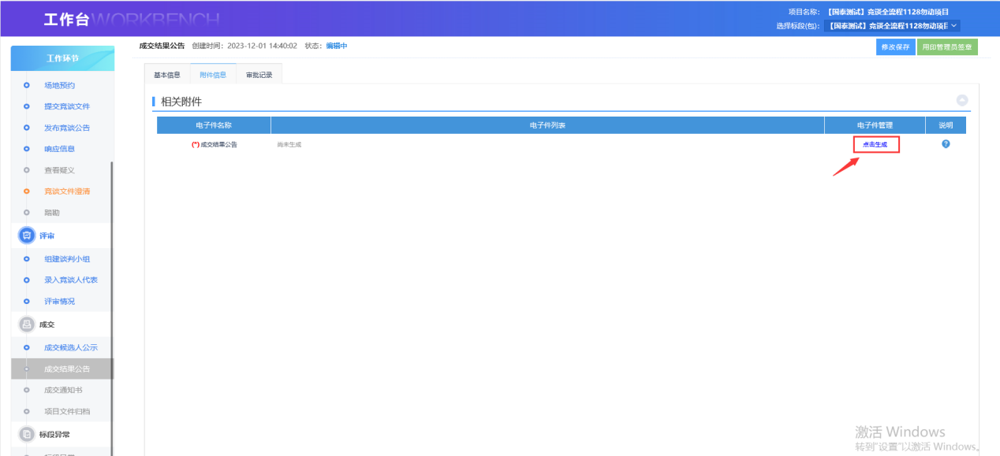 工作台WORKBENCH
项目名称: 【国泰测试】竞谈全流程1128勿动项目
选择标段(包): 【国泰测试】竞谈全流程1128勿动项目
成交结果公告 创建时间: 2023-12-01 14:40:02 状态: 编辑中
修改保存 用印管理员签章
工作环节
场地预约
提交竞谈文件
发布竞谈公告
响应信息
查看疑义
竞谈文件澄清
踏勘
评审
组建谈判小组
录入竞谈人代表
评审情况
成交
成交候选人公示
成交结果公告
成交通知书
项目文件归档
标段异常
基本信息 附件信息 审批记录
相关附件
电子件名称 电子件列表 电子件管理 说明
(*)成交结果公告 尚未生成 点击生成
激活 Windows
转到"设置"以激活 Windows。